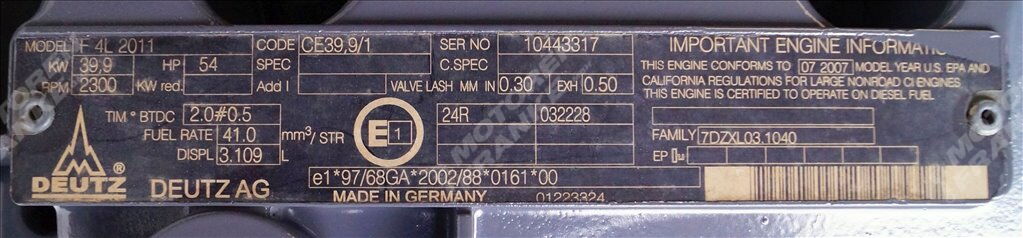 MODEL F 4L 2011 CODE CE39,9/1 SER NO 10443317
KW 39,9 HP 54 SPEC C.SPEC
RPM 2300 KW red. Add I VALVE LASH MM IN 0.30 EXH 0.50
TIM ° BTDC 2.0#0.5
FUEL RATE 41.0 mm³/STR
DISPL 3.109 L
E 1
24R 032228
DEUTZ ®
DEUTZ AG
e1*97/68GA*2002/88*0161*00
MADE IN GERMANY 01223324
IMPORTANT ENGINE INFORMATIO
THIS ENGINE CONFORMS TO 07 2007 MODEL YEAR U.S. EPA AND
CALIFORNIA REGULATIONS FOR LARGE NONROAD CI ENGINES
THIS ENGINE IS CERTIFIED TO OPERATE ON DIESEL FUEL
FAMILY 7DZXL03.1040
EP